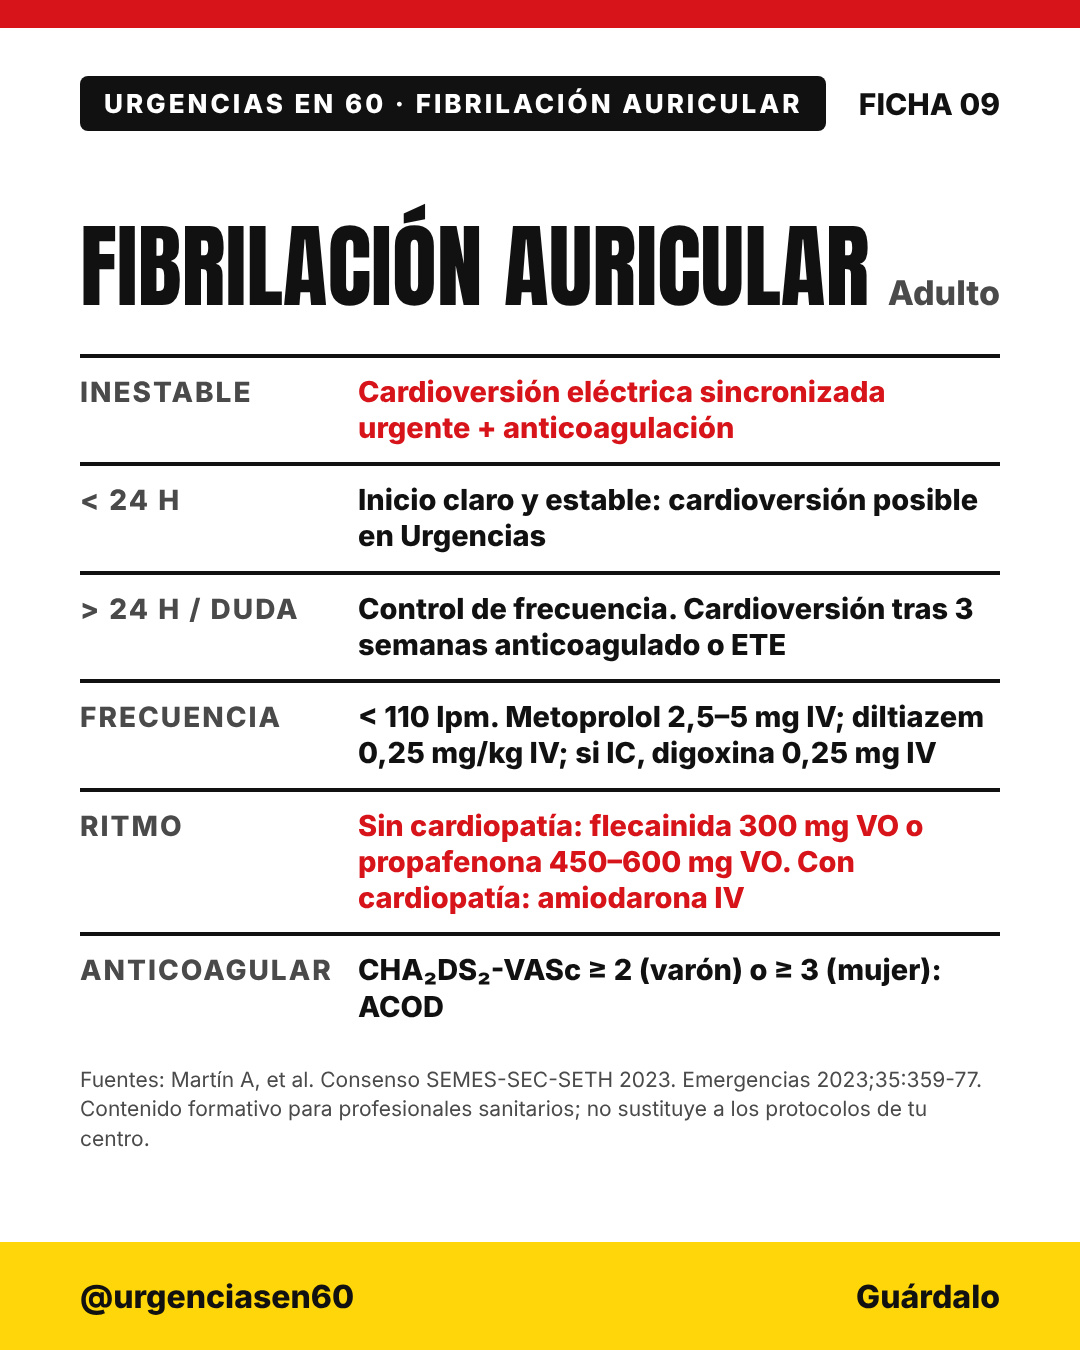 URGENCIAS EN 60 · FIBRILACIÓN AURICULAR
FICHA 09
FIBRILACIÓN AURICULAR Adulto
INESTABLE
Cardioversión eléctrica sincronizada
urgente + anticoagulación
< 24 H
Inicio claro y estable: cardioversión posible
en Urgencias
> 24 H / DUDA
Control de frecuencia. Cardioversión tras 3
semanas anticoagulado o ETE
FRECUENCIA
< 110 lpm. Metoprolol 2,5–5 mg IV; diltiazem
0,25 mg/kg IV; si IC, digoxina 0,25 mg IV
RITMO
Sin cardiopatía: flecainida 300 mg VO o
propafenona 450–600 mg VO. Con
cardiopatía: amiodarona IV
ANTICOAGULAR
CHA₂DS₂-VASc ≥ 2 (varón) o ≥ 3 (mujer):
ACOD
Fuentes: Martín A, et al. Consenso SEMES-SEC-SETH 2023. Emergencias 2023;35:359-77.
Contenido formativo para profesionales sanitarios; no sustituye a los protocolos de tu
centro.
@urgenciasen60
Guárdalo